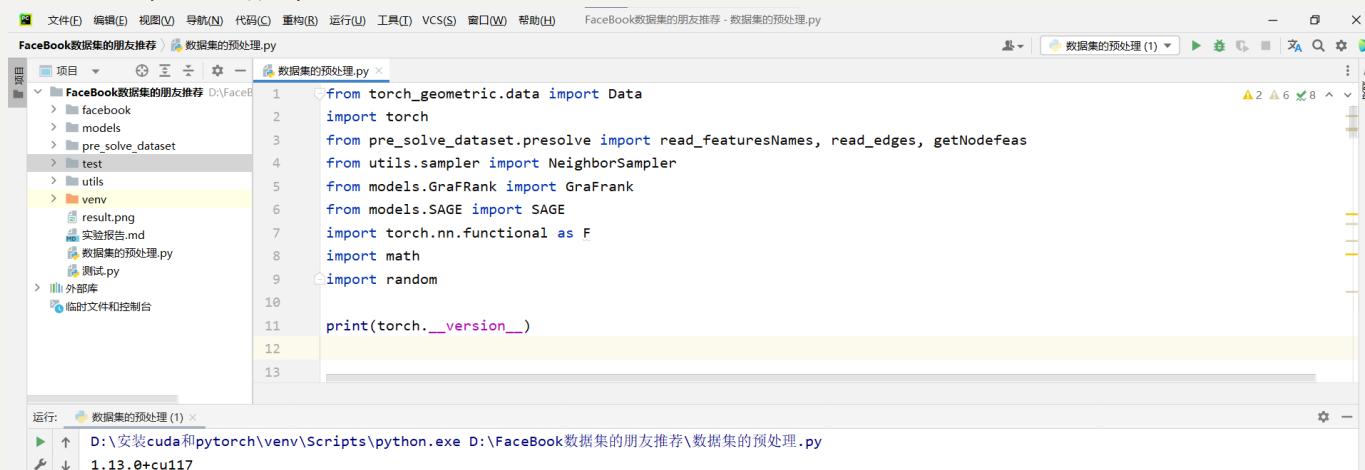 文件(F) 编辑(E) 视图(V) 导航(N) 代码(C) 重构(R) 运行(U) 工具(T) VCS(S) 窗口(W) 帮助(H) FaceBook数据集的朋友推荐 - 数据集的预处理.py
FaceBook数据集的朋友推荐 〉 数据集的预处理.py 数据集的预处理 (1)
项目
项目 数据集的预处理.py
FaceBook数据集的朋友推荐 D:\FaceB
facebook
models
pre_solve_dataset
test
utils
venv
result.png
实验报告.md
数据集的预处理.py
测试.py
外部库
临时文件和控制台
1 from torch_geometric.data import Data
2 6 8
2 import torch
3 from pre_solve_dataset.presolve import read_featuresNames, read_edges, getNodefeas
4 from utils.sampler import NeighborSampler
5 from models.GraFRank import GraFrank
6 from models.SAGE import SAGE
7 import torch.nn.functional as F
8 import math
9 import random
10
11 print(torch.__version__)
12
13
运行: 数据集的预处理 (1)
D:\安装cuda和pytorch\venv\Scripts\python.exe D:\FaceBook数据集的朋友推荐\数据集的预处理.py
1.13.0+cu117